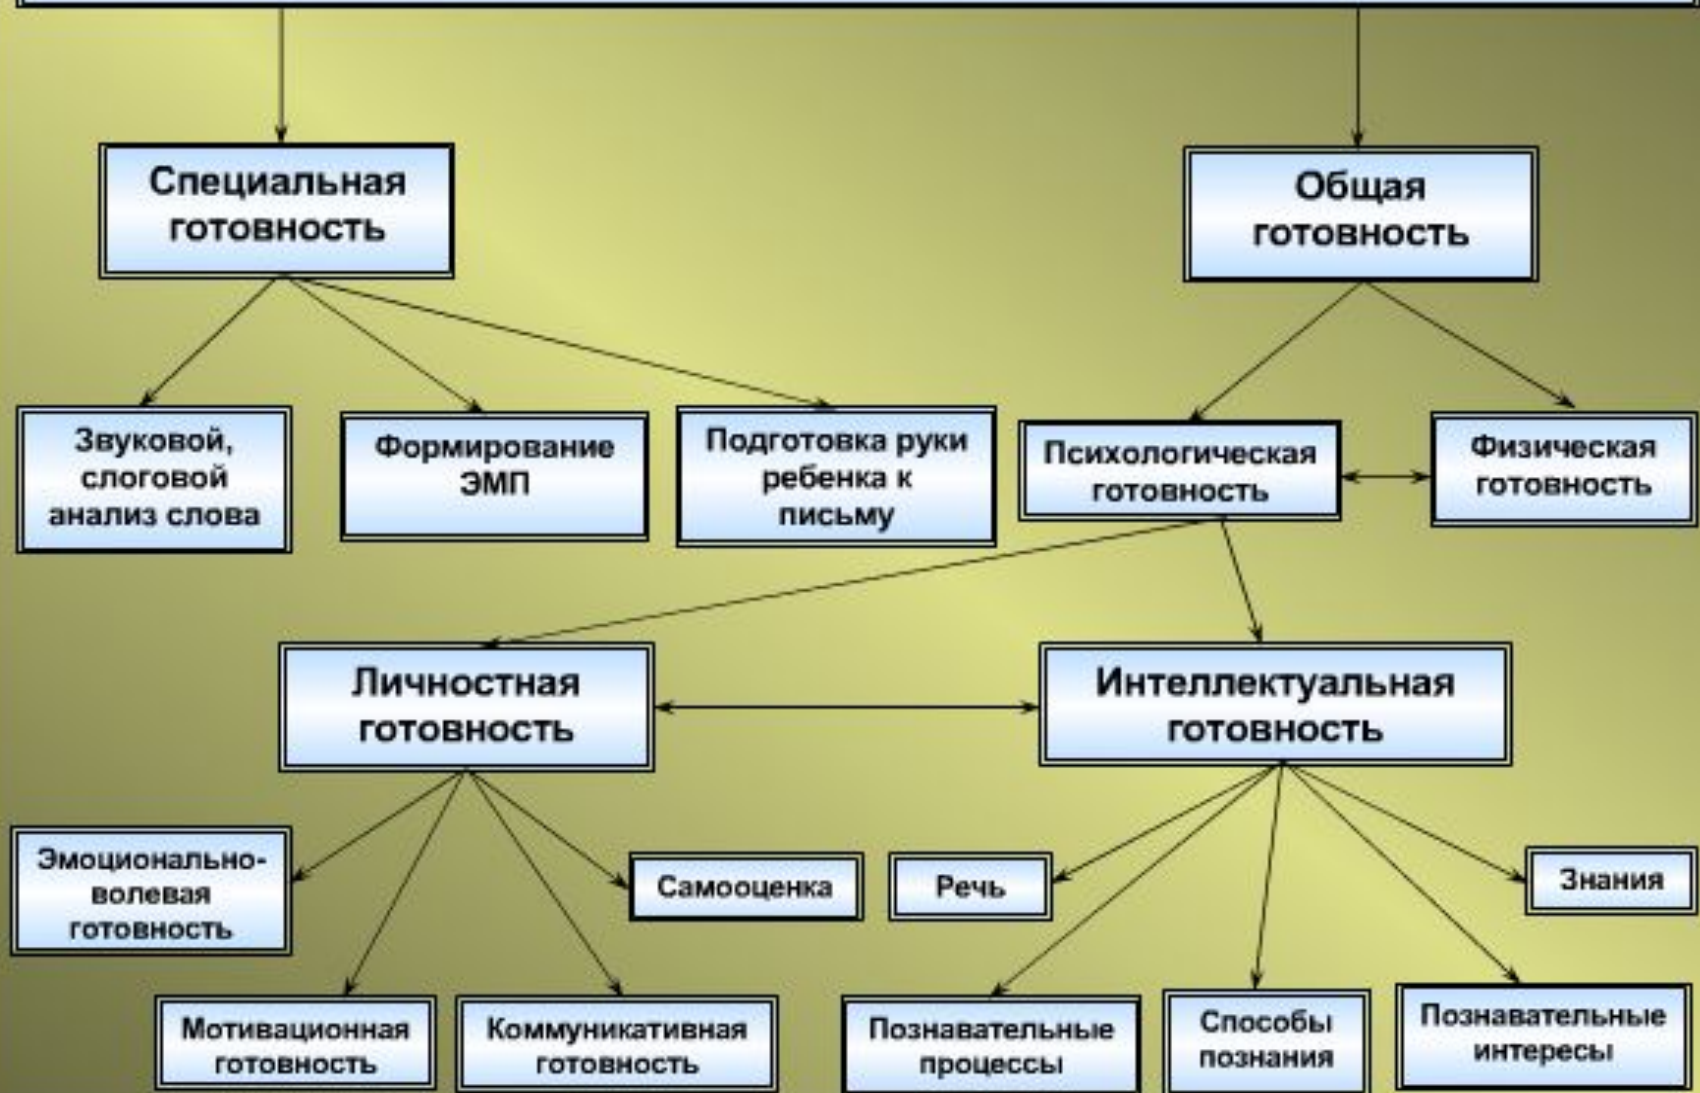 Специальная
готовность
Общая
готовность
Звуковой,
слоговой
анализ слова
Формирование
ЭМП
Подготовка руки
ребенка к
письму
Психологическая
готовность
Физическая
готовность
Личностная
готовность
Интеллектуальная
готовность
Эмоционально-
волевая
готовность
Самооценка
Речь
Знания
Мотивационная
готовность
Коммуникативная
готовность
Познавательные
процессы
Способы
познания
Познавательные
интересы